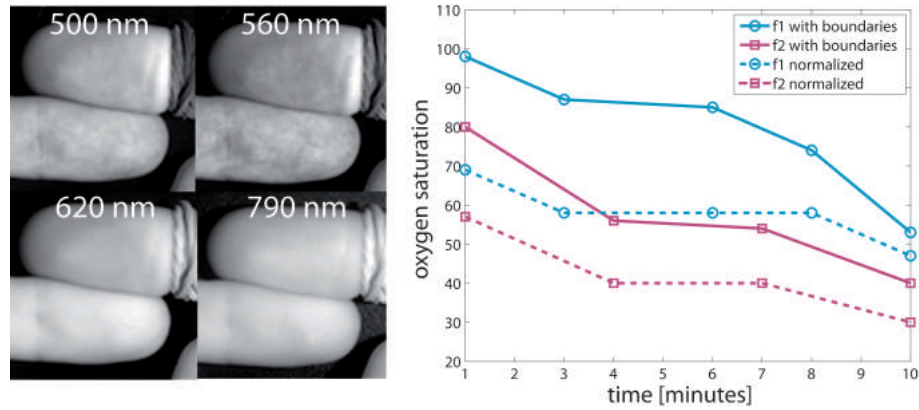 500 nm
560 nm
620 nm
790 nm
oxygen saturation
110
100
90
80
70
60
50
40
30
20
f1 with boundaries
f2 with boundaries
f1 normalized
f2 normalized
1 2 3 4 5 6 7 8 9 10
time [minutes]